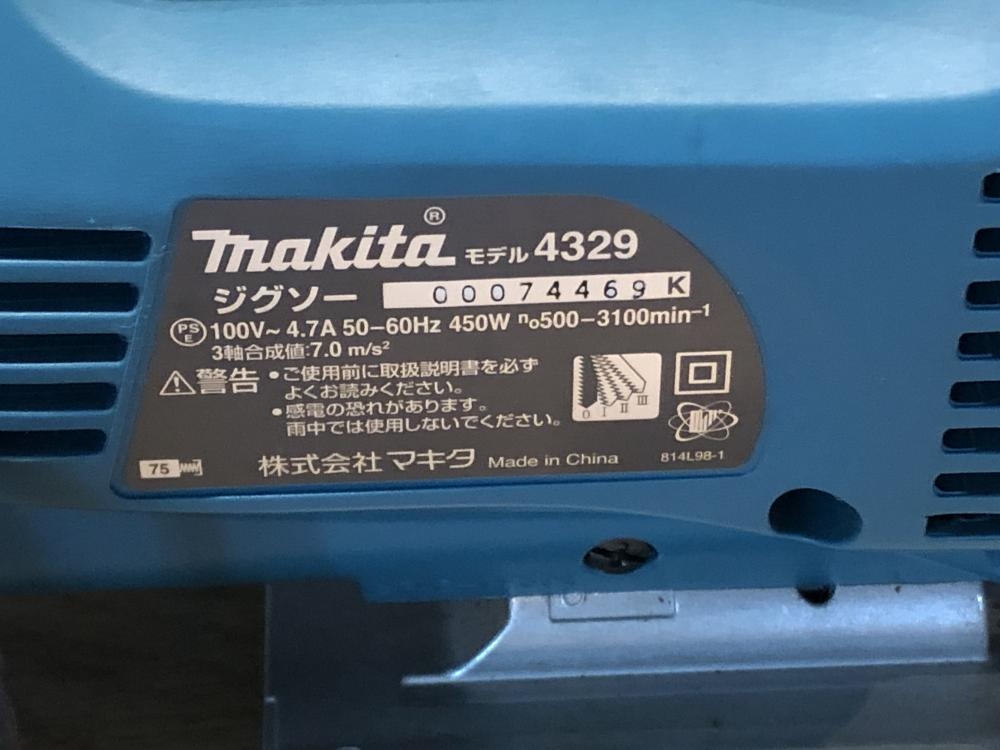 makita® モデル 4329
ジグソー 00074469 K
PSE 100V~ 4.7A 50-60Hz 450W n₀500-3100min⁻¹
3軸合成値:7.0 m/s²
⚠警告 •ご使用前に取扱説明書を必ず
よくお読みください。
•感電の恐れがあります。
雨中では使用しないでください。
0 I II III
75
株式会社 マキタ Made in China 814L98-1